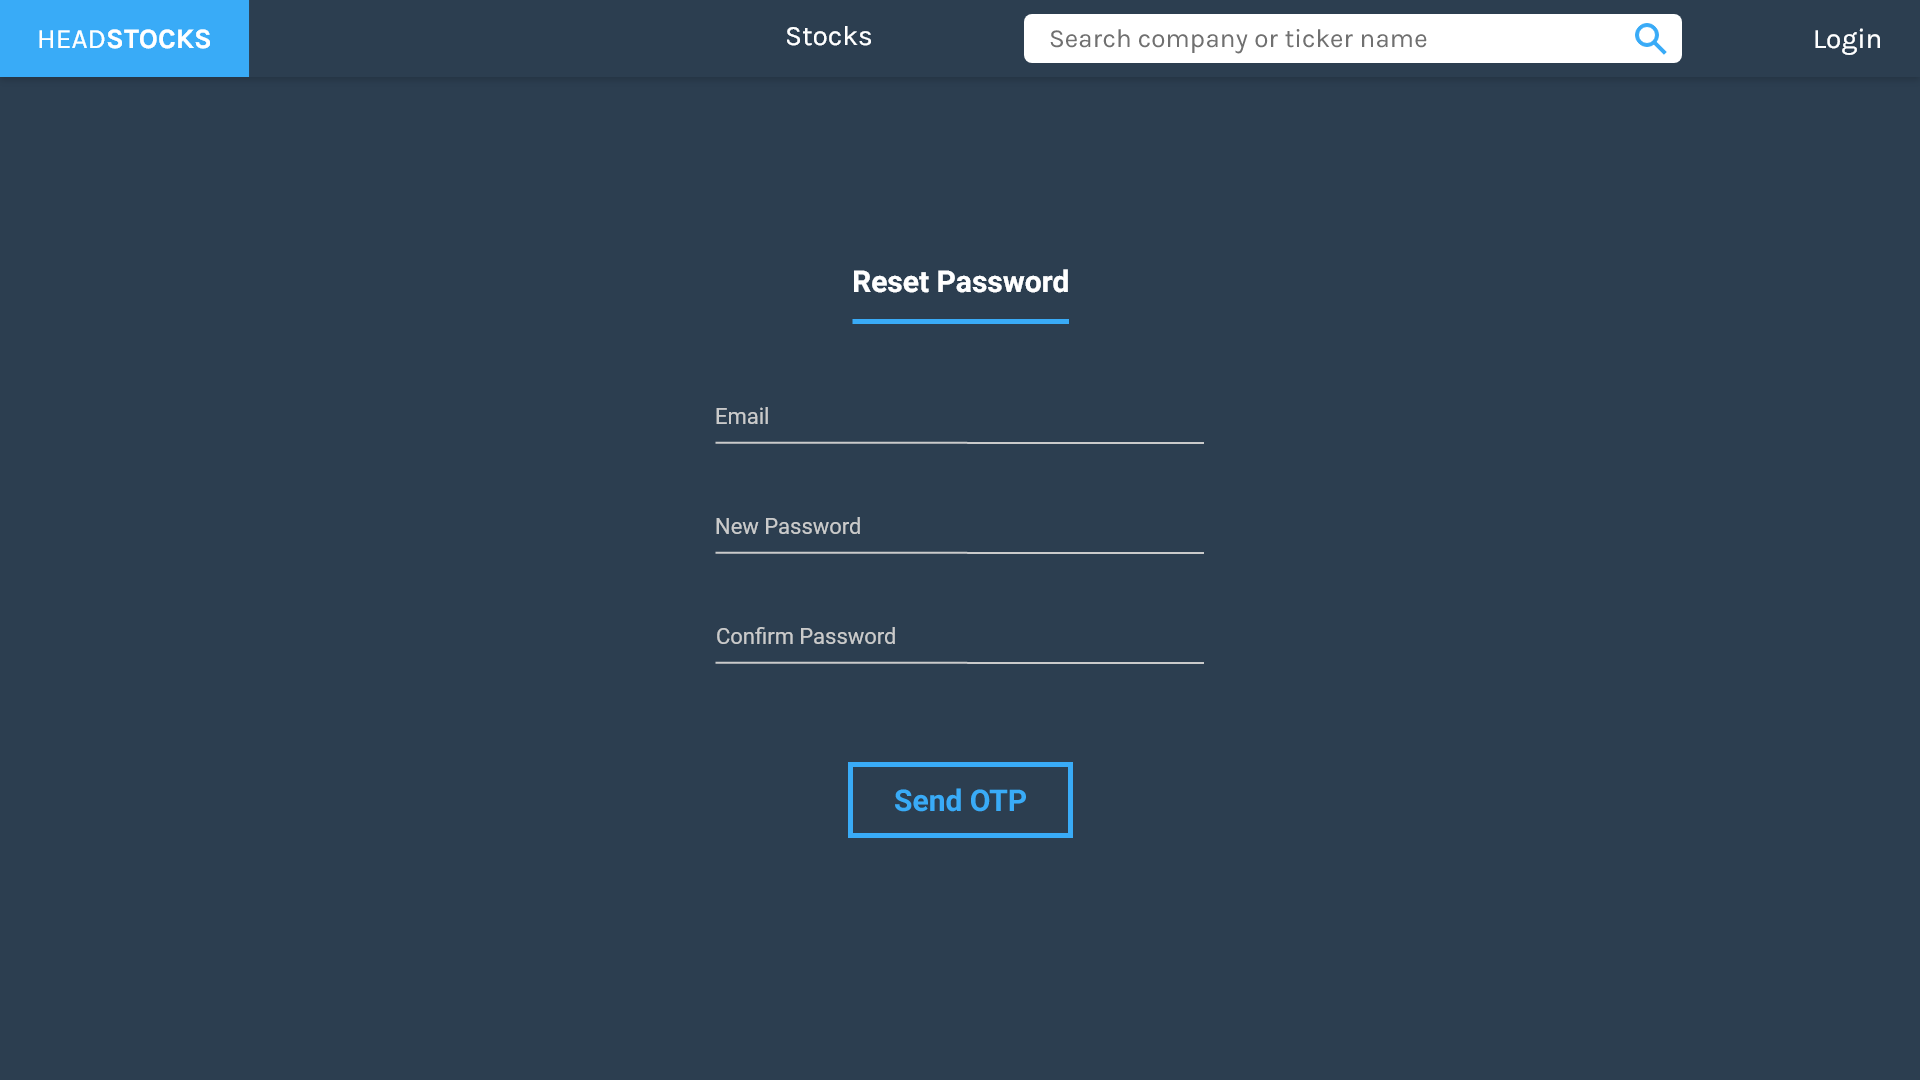 HEADSTOCKS
Stocks
Search company or ticker name
Login
Reset Password
Email
New Password
Confirm Password
Send OTP